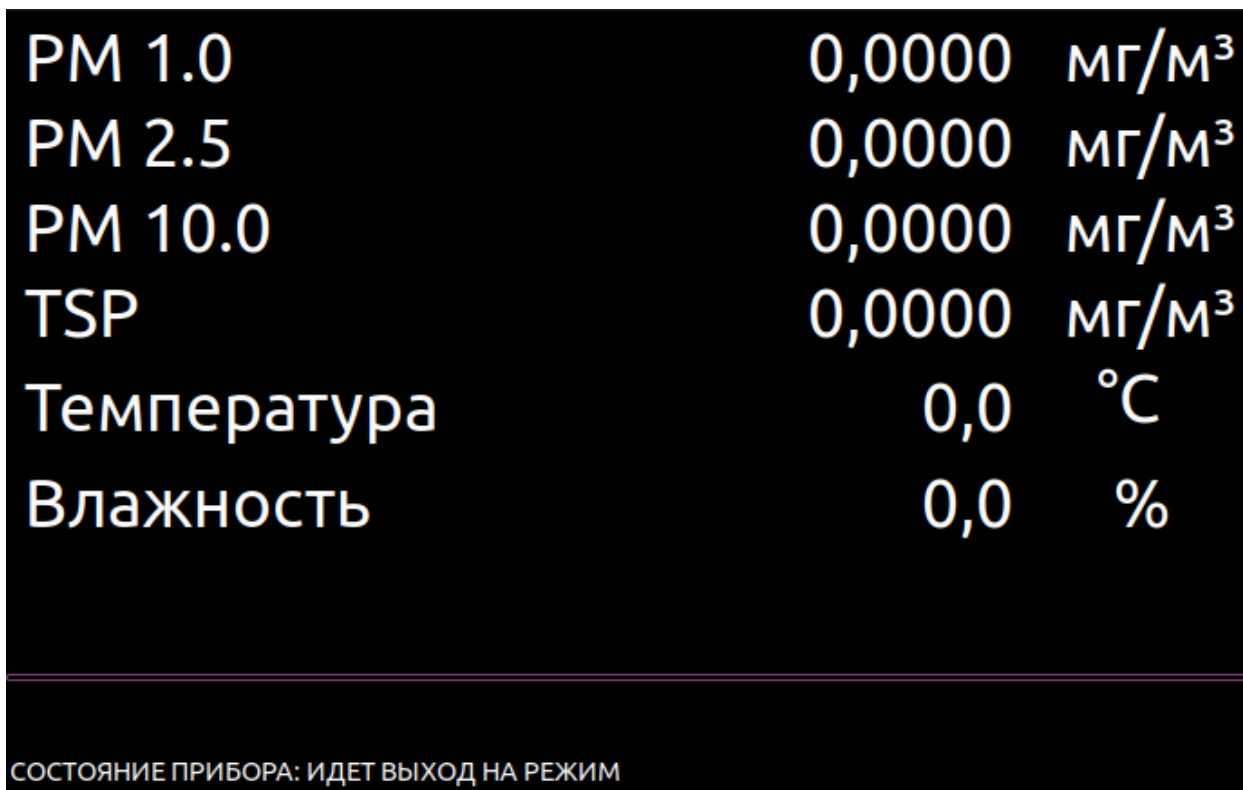 PM 1.0 0,0000 мг/м³
PM 2.5 0,0000 мг/м³
PM 10.0 0,0000 мг/м³
TSP 0,0000 мг/м³
Температура 0,0 °C
Влажность 0,0 %
СОСТОЯНИЕ ПРИБОРА: ИДЕТ ВЫХОД НА РЕЖИМ